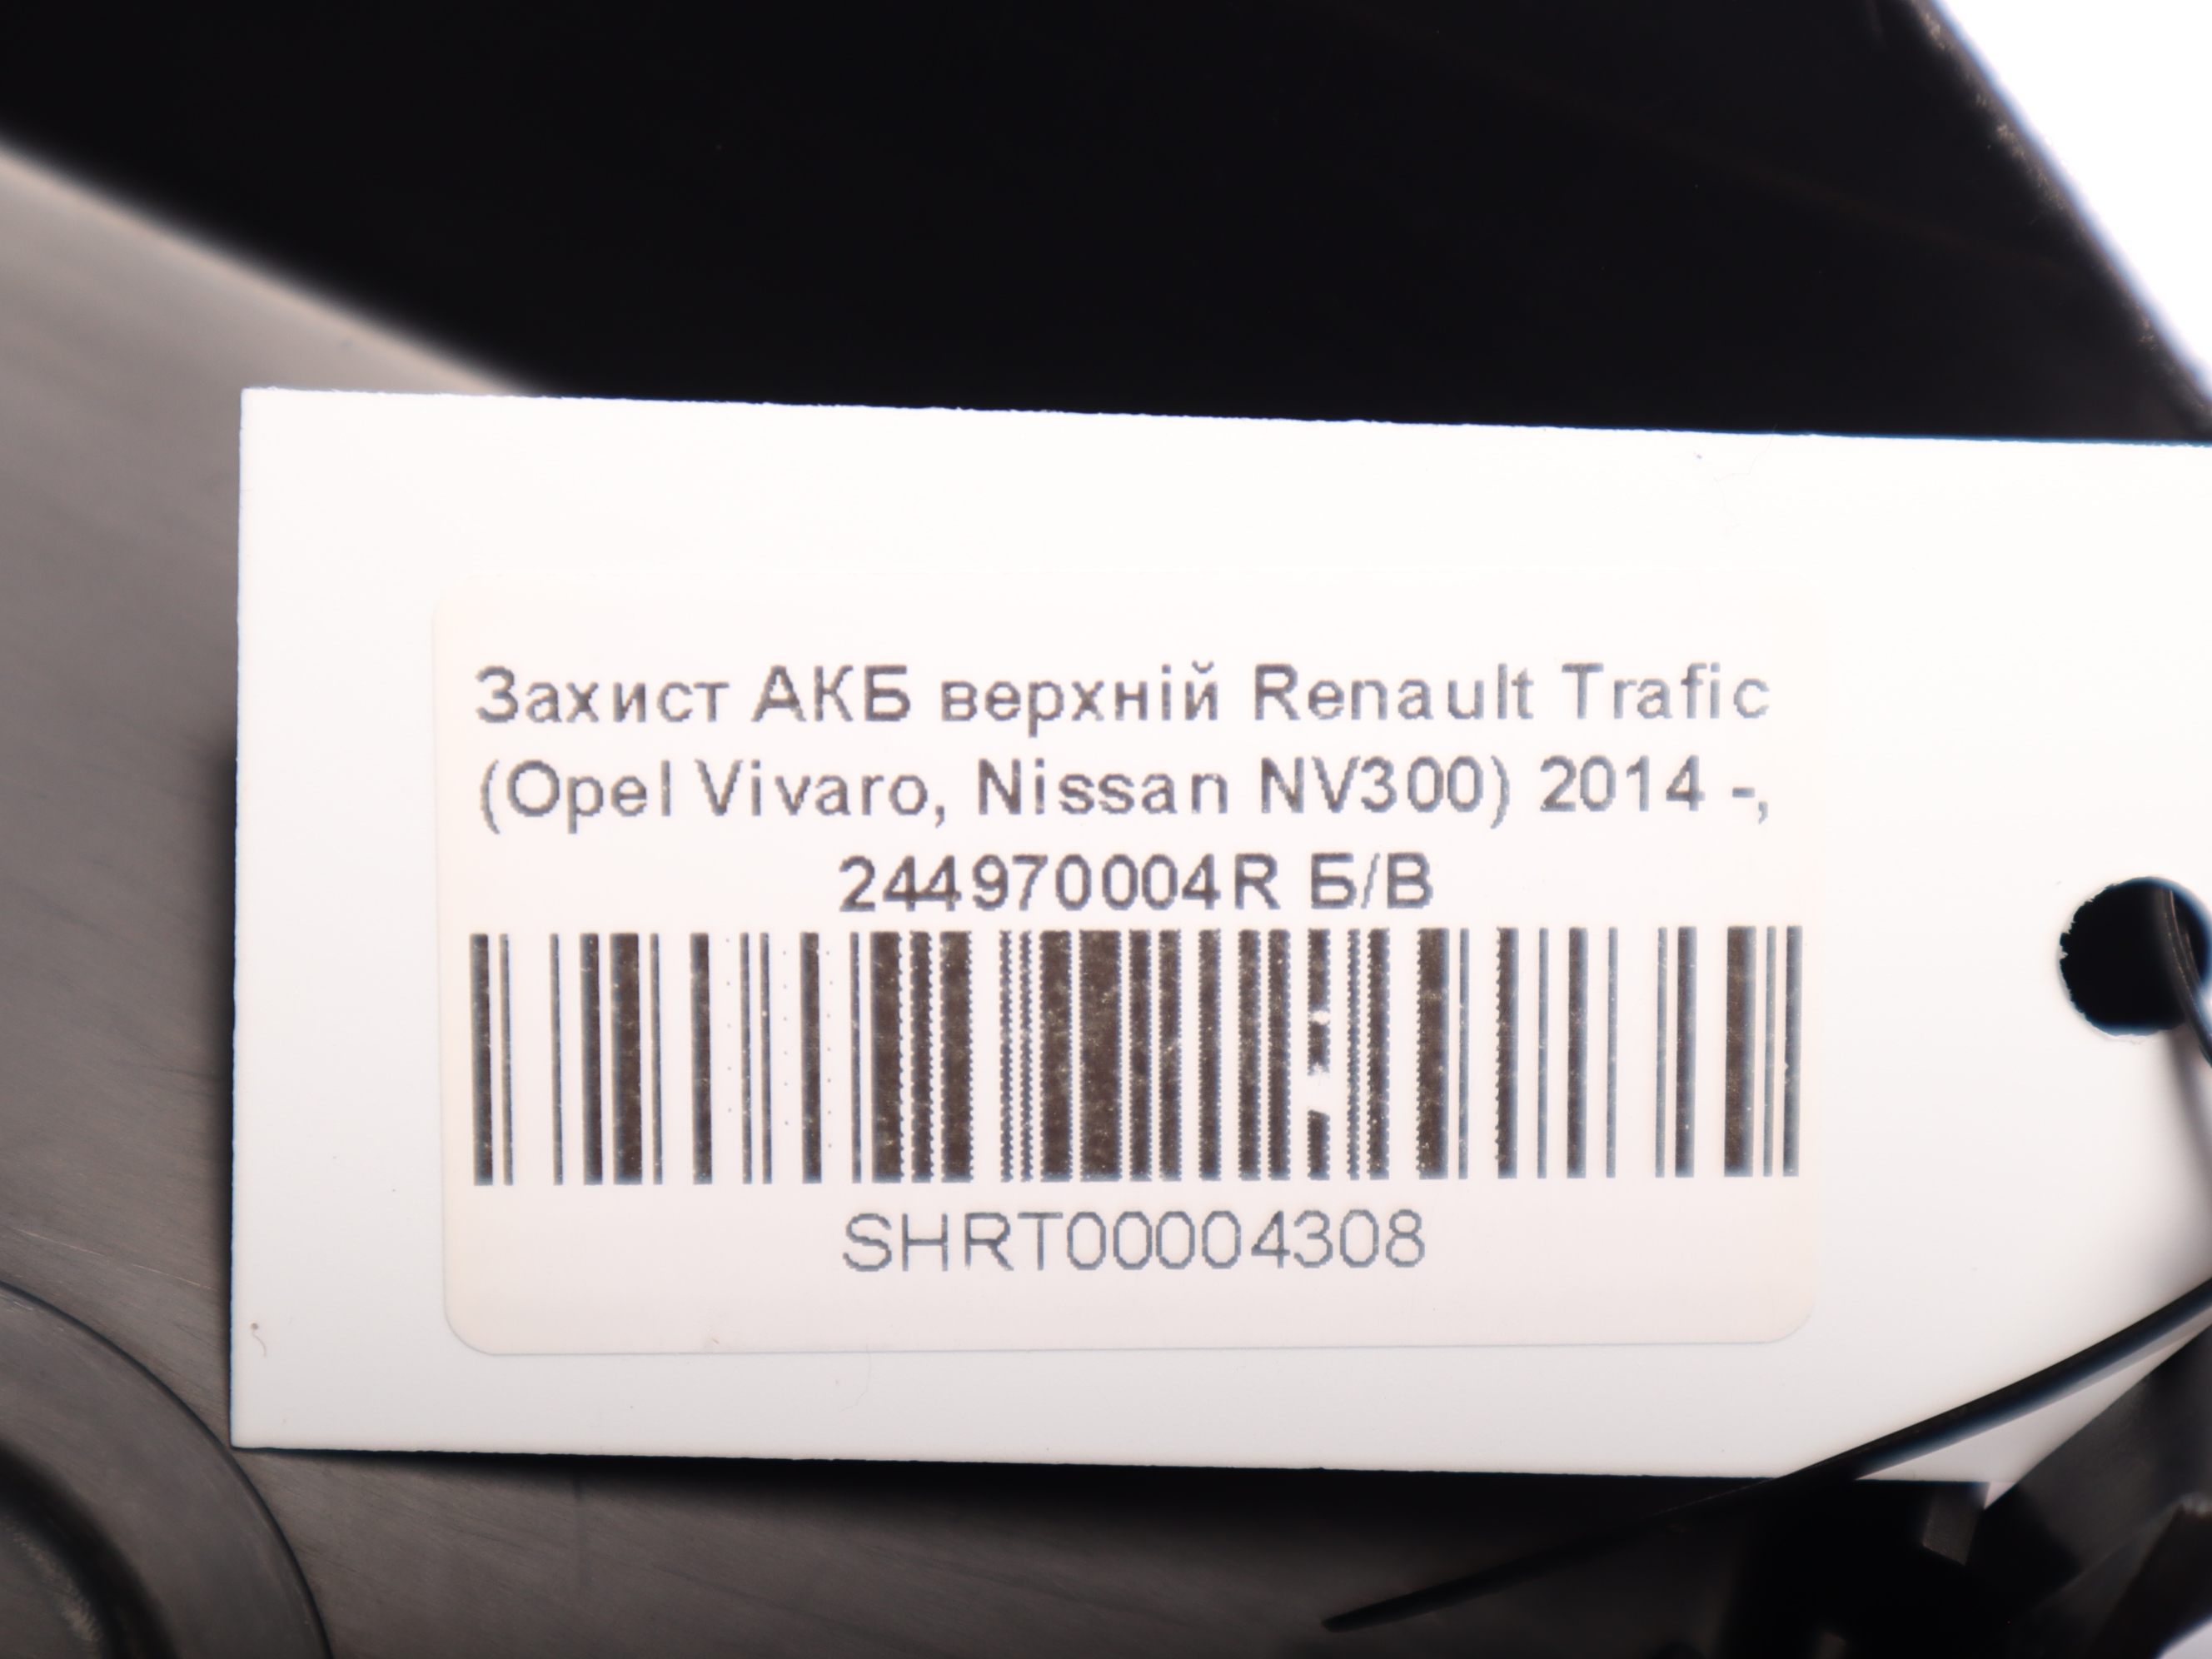 Захист АКБ верхній Renault Trafic
(Opel Vivaro, Nissan NV300) 2014 -,
244970004R Б/В
SHRT00004308